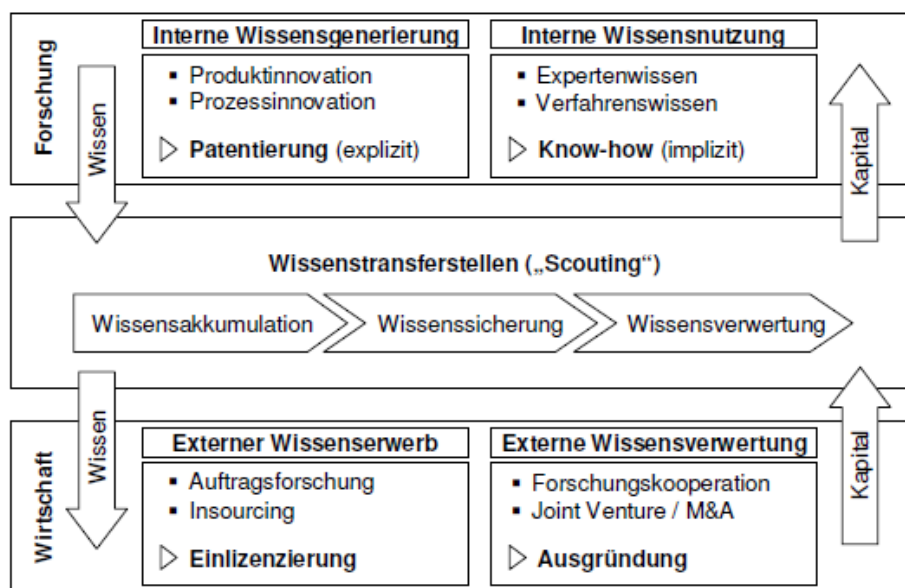 Forschung
Wissen
Interne Wissensgenerierung
▪ Produktinnovation
▪ Prozessinnovation
▷ Patentierung (explizit)
Interne Wissensnutzung
▪ Expertenwissen
▪ Verfahrenswissen
▷ Know-how (implizit)
Kapital
Wissenstransferstellen („Scouting“)
Wissensakkumulation
Wissenssicherung
Wissensverwertung
Wirtschaft
Wissen
Externer Wissenserwerb
▪ Auftragsforschung
▪ Insourcing
▷ Einlizenzierung
Externe Wissensverwertung
▪ Forschungskooperation
▪ Joint Venture / M&A
▷ Ausgründung
Kapital